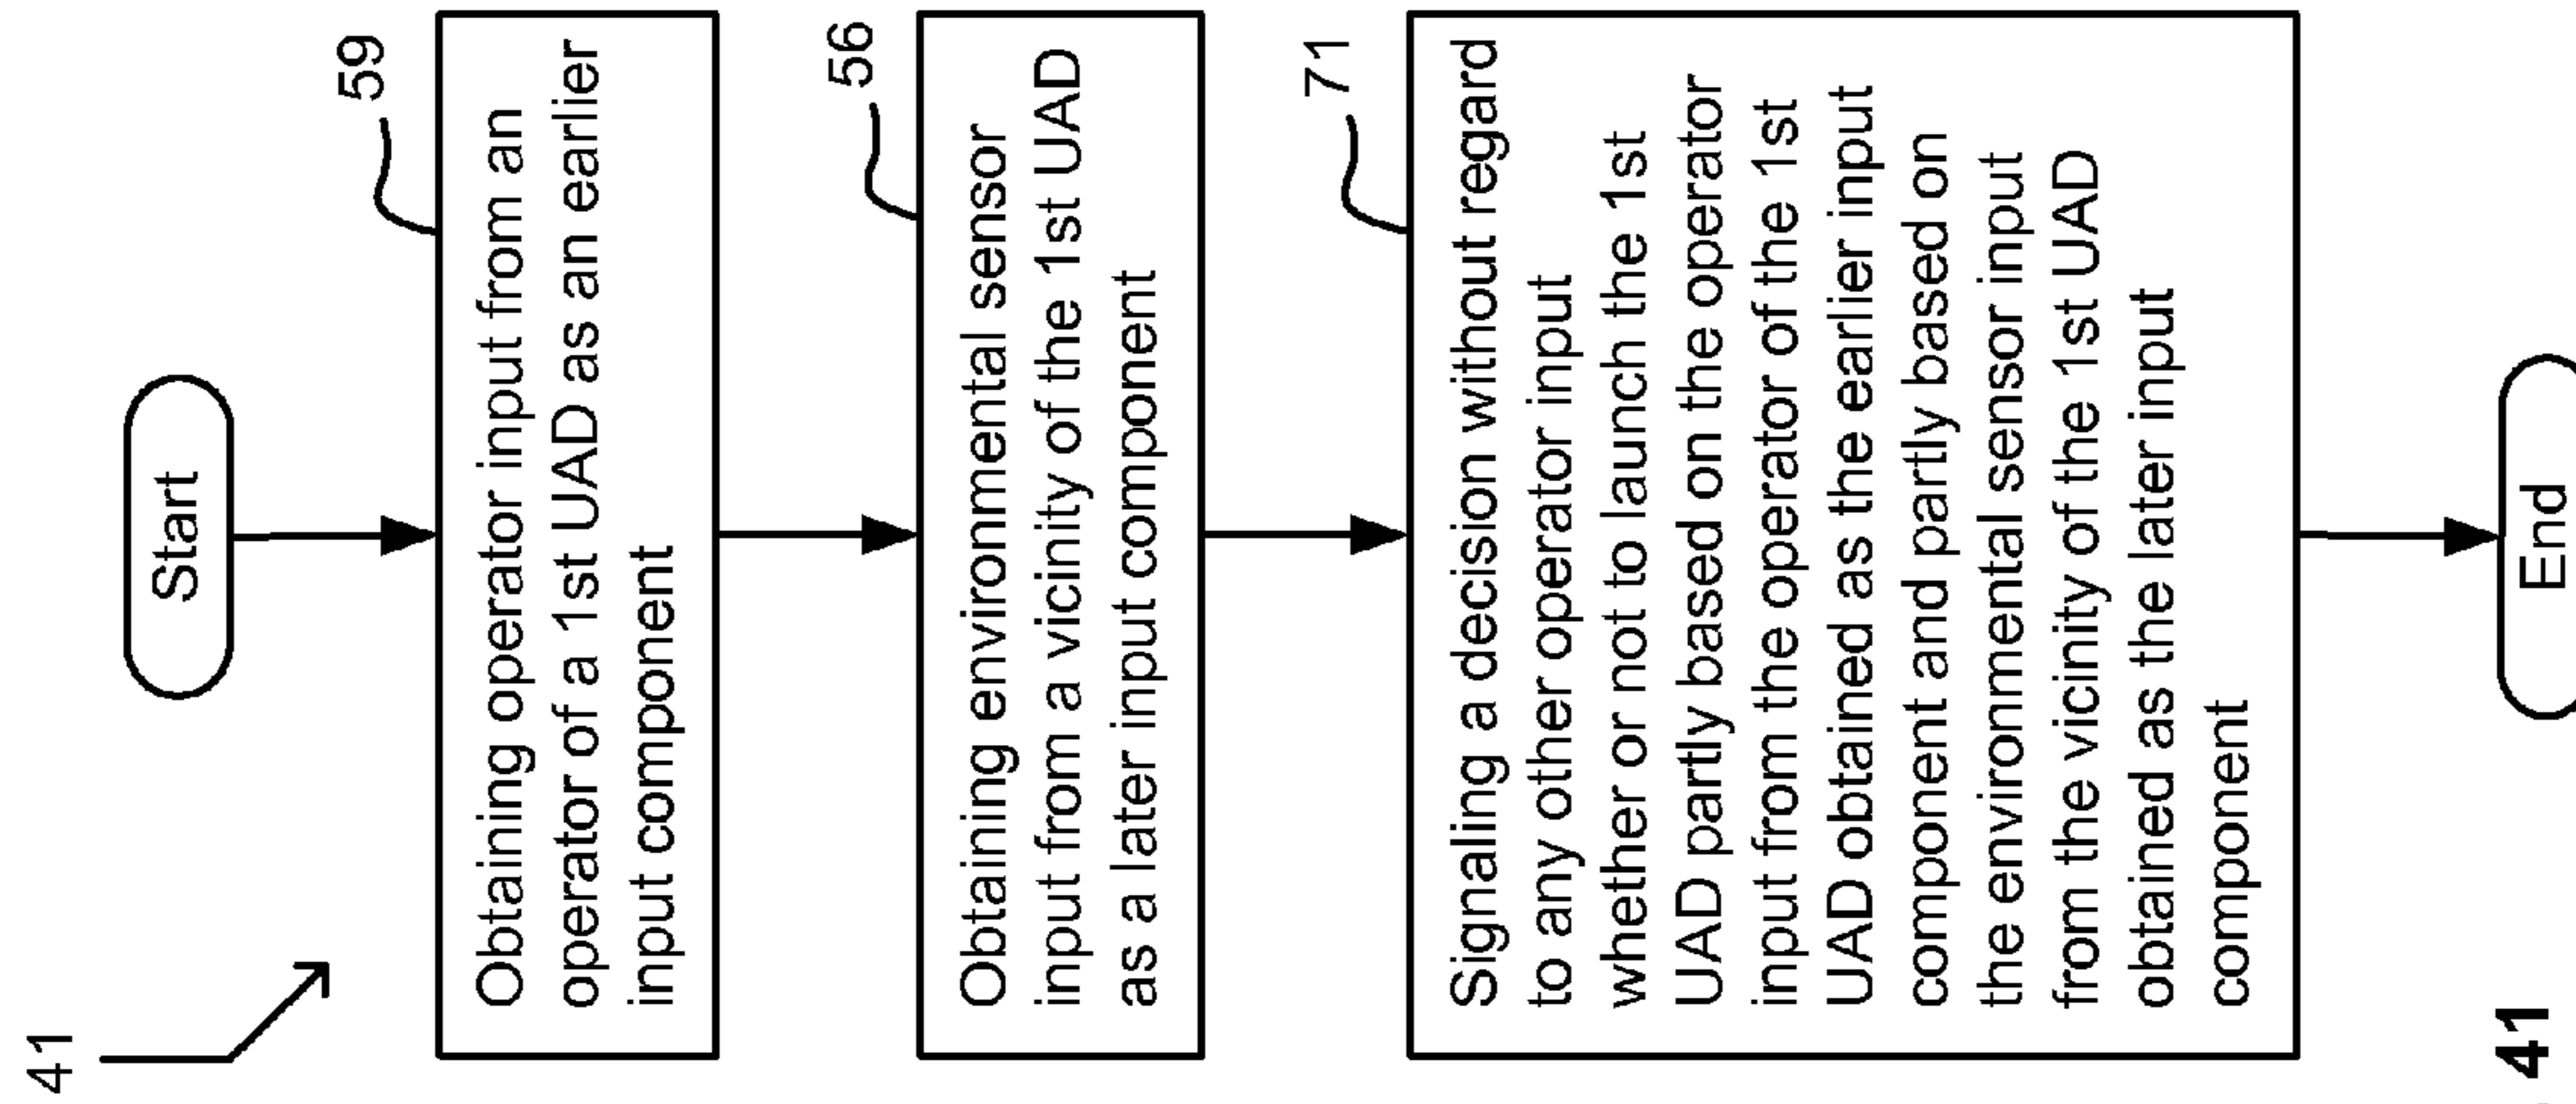 41
Start
59
Obtaining operator input from an
operator of a 1st UAD as an earlier
input component
56
Obtaining environmental sensor
input from a vicinity of the 1st UAD
as a later input component
71
Signaling a decision without regard
to any other operator input
whether or not to launch the 1st
UAD partly based on the operator
input from the operator of the 1st
UAD obtained as the earlier input
component and partly based on
the environmental sensor input
from the vicinity of the 1st UAD
obtained as the later input
component
End
41